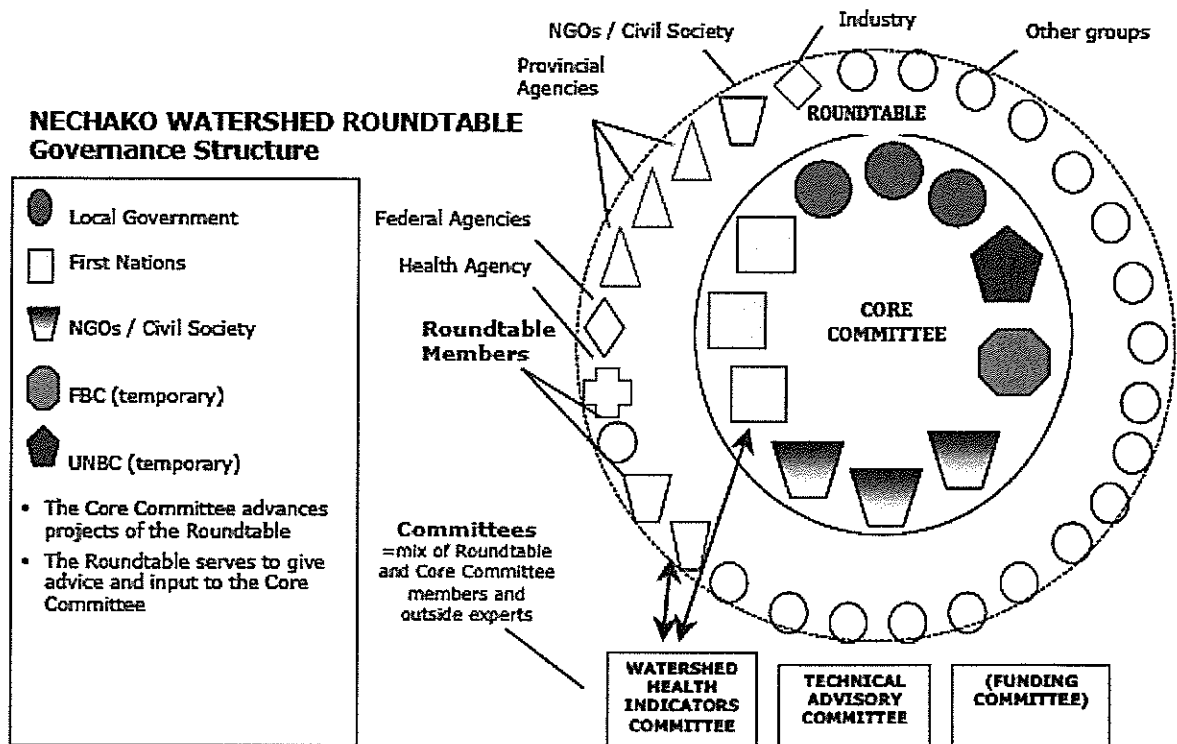 NECHAKO WATERSHED ROUNDTABLE
Governance Structure
Local Government
First Nations
NGOs / Civil Society
FBC (temporary)
UNBC (temporary)
• The Core Committee advances
projects of the Roundtable
• The Roundtable serves to give
advice and input to the Core
Committee
NGOs / Civil Society
Industry
Other groups
Provincial
Agencies
ROUNDTABLE
Federal Agencies
Health Agency
Roundtable
Members
CORE
COMMITTEE
Committees
=mix of Roundtable
and Core Committee
members and
outside experts
WATERSHED
HEALTH
INDICATORS
COMMITTEE
TECHNICAL
ADVISORY
COMMITTEE
(FUNDING
COMMITTEE)